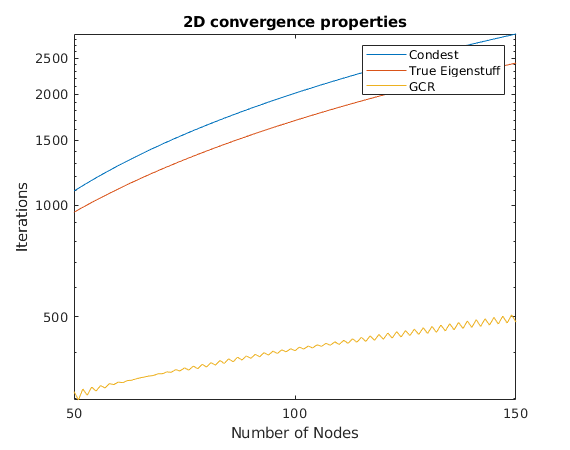 2D convergence properties
Condest
True Eigenstuff
GCR
2500
2000
1500
1000
500
Iterations
50 100 150
Number of Nodes